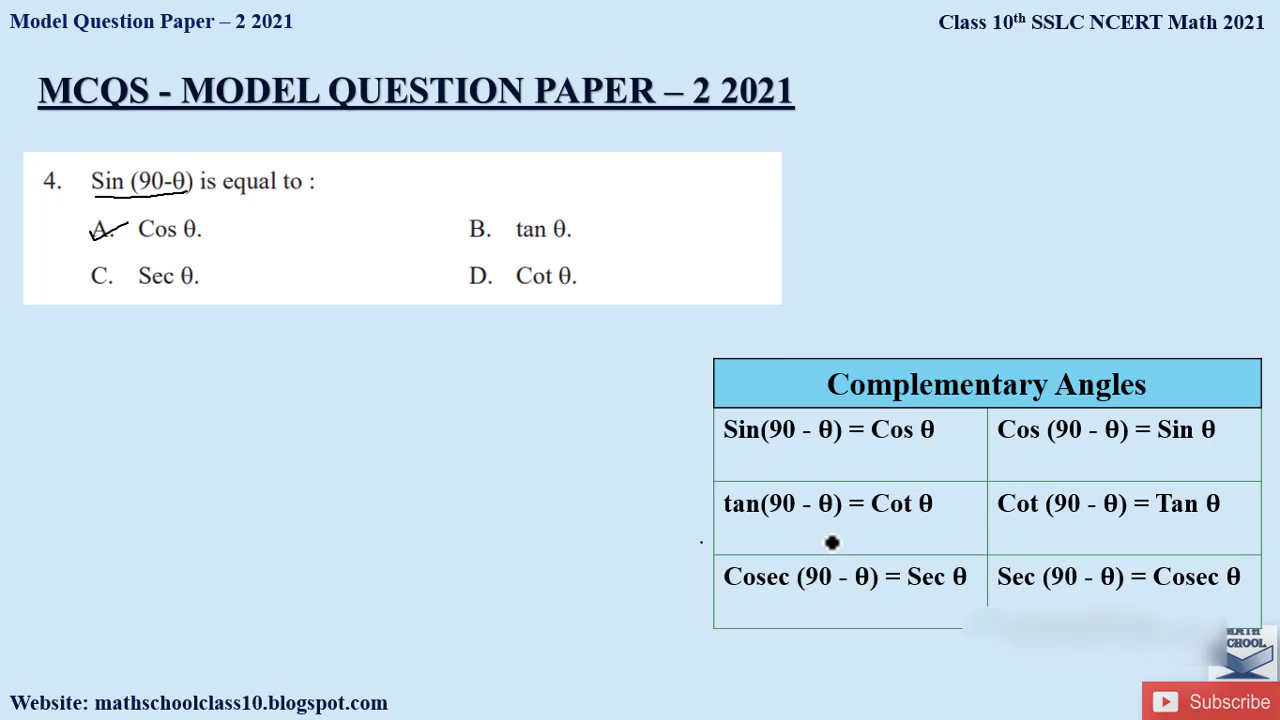 Model Question Paper – 2 2021
Class 10th SSLC NCERT Math 2021
MCQS - MODEL QUESTION PAPER – 2 2021
4. Sin (90-θ) is equal to :
A. Cos θ. B. tan θ.
C. Sec θ. D. Cot θ.
Complementary Angles
Sin(90 - θ) = Cos θ Cos (90 - θ) = Sin θ
tan(90 - θ) = Cot θ Cot (90 - θ) = Tan θ
Cosec (90 - θ) = Sec θ Sec (90 - θ) = Cosec θ
MATH
SCHOOL
Website: mathschoolclass10.blogspot.com
Subscribe